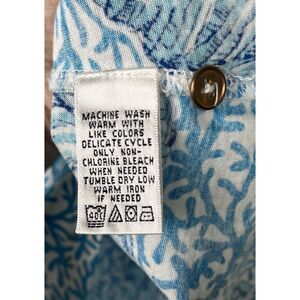 MACHINE WASH
WARM WITH
LIKE COLORS
DELICATE CYCLE
ONLY NON-
CHLORINE BLEACH
WHEN NEEDED
TUMBLE DRY LOW
WARM IRON
IF NEEDED
40